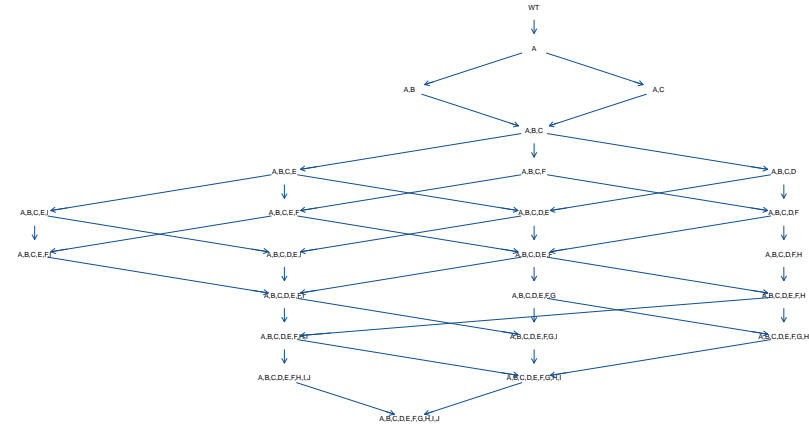 WT
A
A,B
A,C
A,B,C
A,B,C,E
A,B,C,F
A,B,C,D
A,B,C,E,I
A,B,C,E,F
A,B,C,D,E
A,B,C,D,F
A,B,C,E,F,I
A,B,C,D,E,I
A,B,C,D,E,F
A,B,C,D,F,H
A,B,C,D,E,F,I
A,B,C,D,E,F,G
A,B,C,D,E,F,H
A,B,C,D,E,F,H,I
A,B,C,D,E,F,G,I
A,B,C,D,E,F,G,H
A,B,C,D,E,F,H,I,J
A,B,C,D,E,F,G,H,I
A,B,C,D,E,F,G,H,I,J